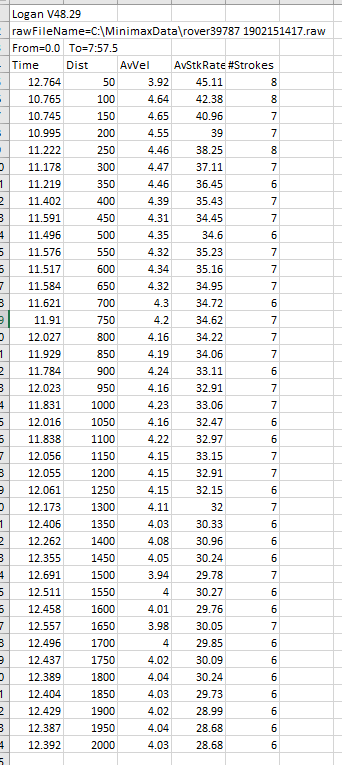 Logan V48.29
rawFileName=C:\MinimaxData\rover39787 1902151417.raw
From=0.0 To=7:57.5
Time Dist AvVel AvStkRate #Strokes
12.764 50 3.92 45.11 8
10.765 100 4.64 42.38 8
10.745 150 4.65 40.96 7
10.995 200 4.55 39 7
11.222 250 4.46 38.25 8
11.178 300 4.47 37.11 7
11.219 350 4.46 36.45 6
11.402 400 4.39 35.43 7
11.591 450 4.31 34.45 7
11.496 500 4.35 34.6 6
11.576 550 4.32 35.23 7
11.517 600 4.34 35.16 7
11.584 650 4.32 34.95 7
11.621 700 4.3 34.72 6
11.91 750 4.2 34.62 7
12.027 800 4.16 34.22 7
11.929 850 4.19 34.06 7
11.784 900 4.24 33.11 6
12.023 950 4.16 32.91 7
11.831 1000 4.23 33.06 7
12.016 1050 4.16 32.47 6
11.838 1100 4.22 32.97 6
12.056 1150 4.15 33.15 7
12.055 1200 4.15 32.91 7
12.061 1250 4.15 32.15 6
12.173 1300 4.11 32 7
12.406 1350 4.03 30.33 6
12.262 1400 4.08 30.96 6
12.355 1450 4.05 30.24 6
12.691 1500 3.94 29.78 7
12.511 1550 4 30.27 6
12.458 1600 4.01 29.76 6
12.557 1650 3.98 30.05 7
12.496 1700 4 29.85 6
12.437 1750 4.02 30.09 6
12.389 1800 4.04 30.24 6
12.404 1850 4.03 29.73 6
12.429 1900 4.02 28.99 6
12.387 1950 4.04 28.68 6
12.392 2000 4.03 28.68 6